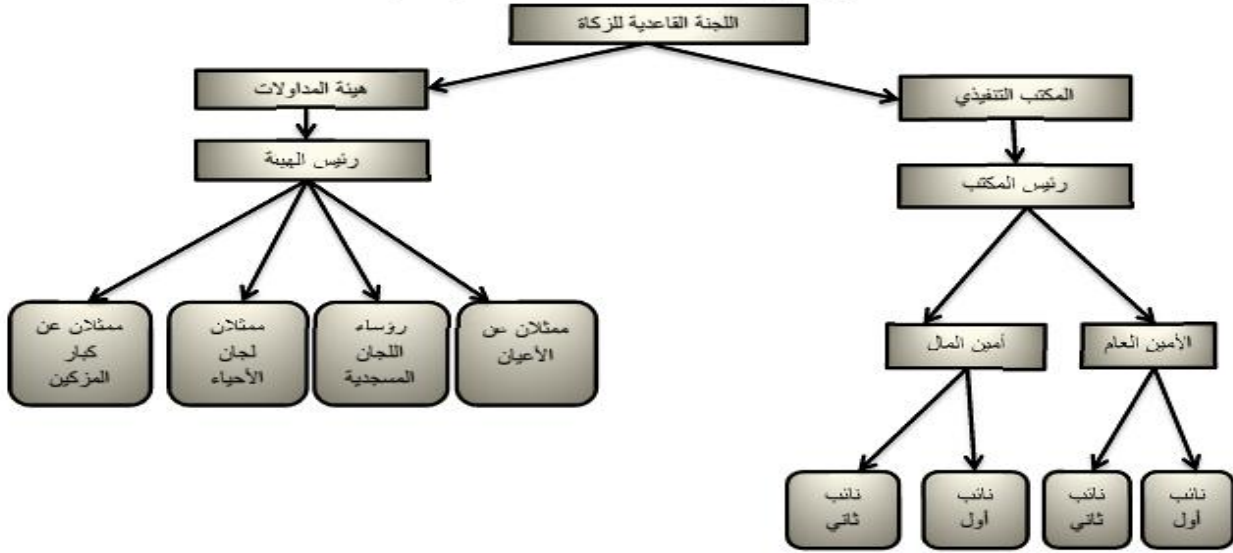 اللجنة القاعدية للزكاة
المكتب التنفيذي
رئيس المكتب
الأمين العام
نائب
أول
نائب
ثاني
أمين المال
نائب
أول
نائب
ثاني
هيئة المداولات
رئيس الهيئة
ممثلان عن
الأعيان
رؤساء
اللجان
المسجدية
ممثلان
لجان
الأحياء
ممثلان عن
كبار
المزكين